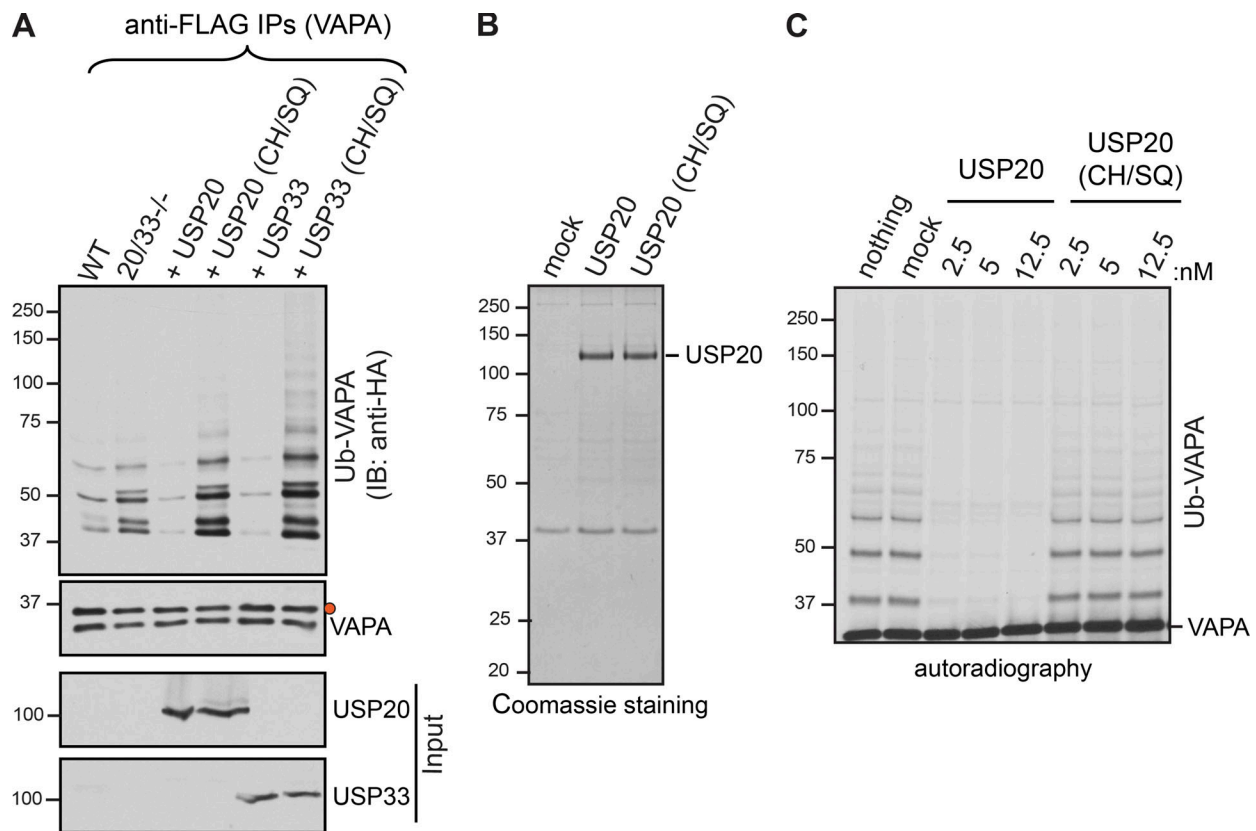 A
anti-FLAG IPs (VAPA)
WT
20/33-/-
+ USP20
+ USP20 (CH/SQ)
+ USP33
+ USP33 (CH/SQ)
250
150
100
75
50
37
Ub-VAPA
(IB: anti-HA)
37
VAPA
100
USP20
100
USP33
Input
B
mock
USP20
USP20 (CH/SQ)
250
150
100
75
50
37
25
20
USP20
Coomassie staining
C
USP20
USP20
(CH/SQ)
nothing
mock
2.5
5
12.5
2.5
5
12.5
:nM
250
150
100
75
50
37
Ub-VAPA
VAPA
autoradiography